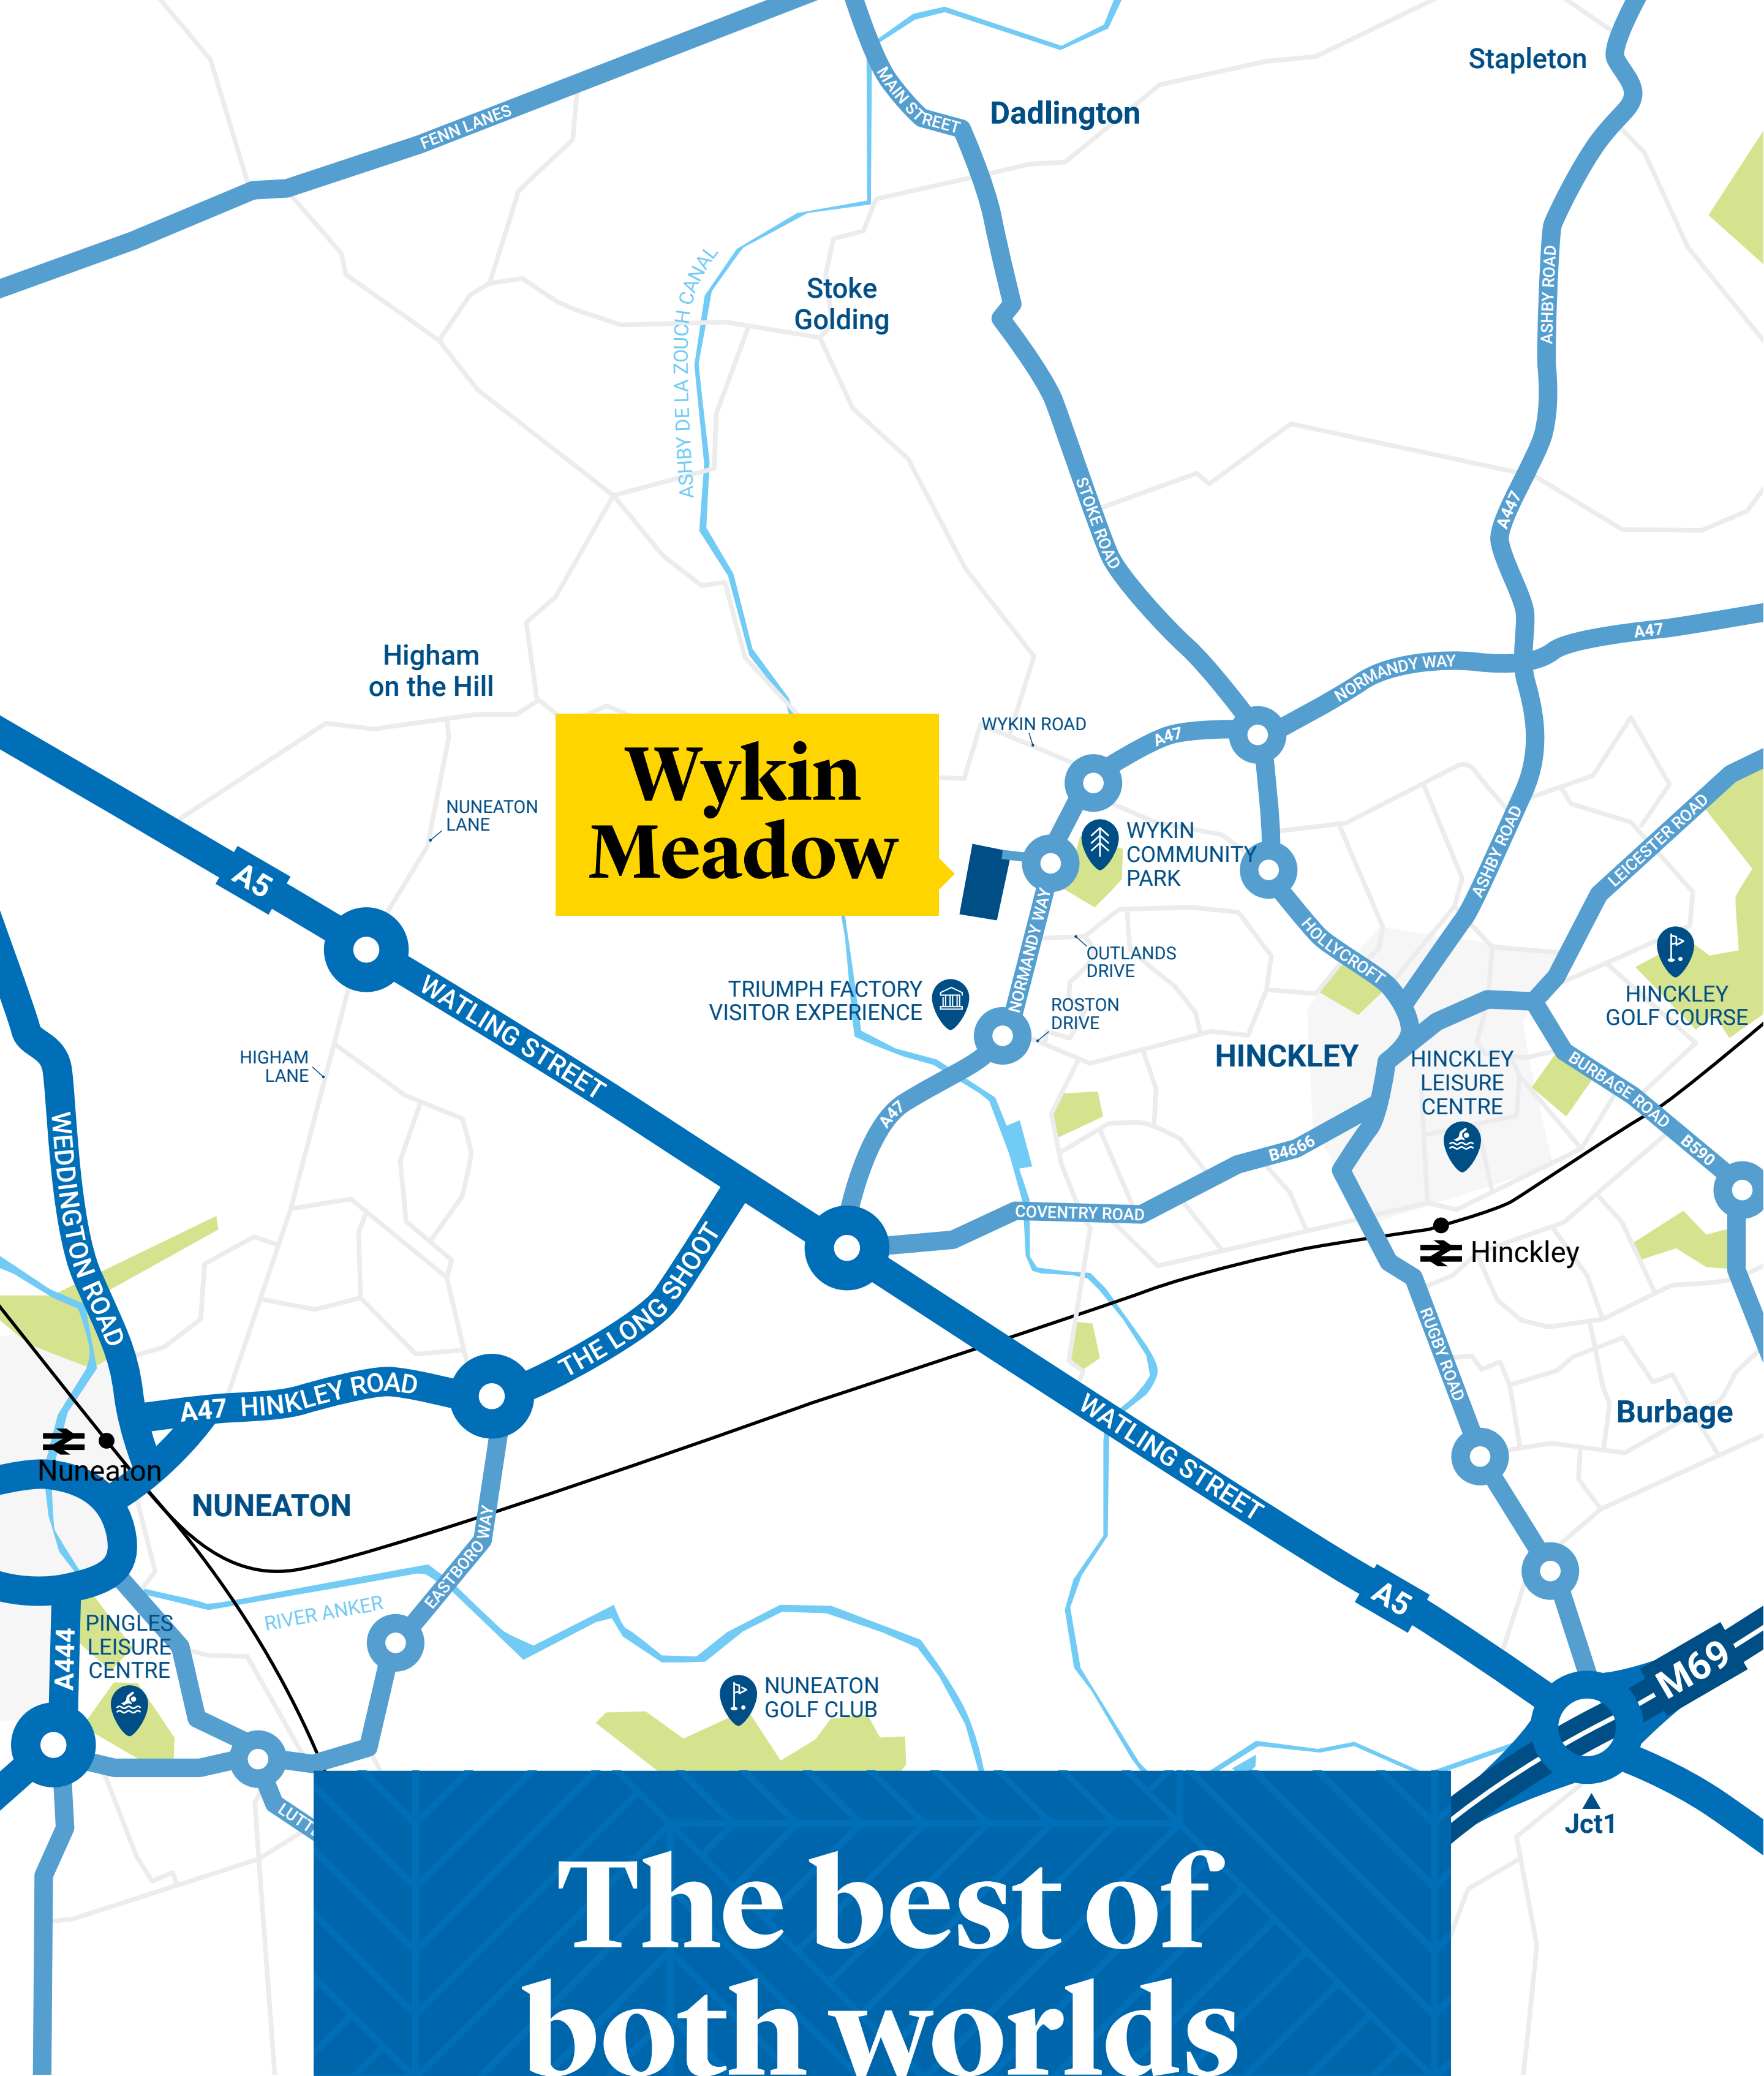 Stapleton
MAIN STREET
Dadlington
FENN LANES
ASHBY DE LA ZOUCH CANAL
Stoke
Golding
ASHBY ROAD
STOKE ROAD
A447
A47
NORMANDY WAY
Higham
on the Hill
WYKIN ROAD
A47
Wykin
Meadow
NUNEATON
LANE
WYKIN
COMMUNITY
PARK
ASHBY ROAD
LEICESTER ROAD
A5
NORMANDY WAY
HOLLYCROFT
OUTLANDS
DRIVE
TRIUMPH FACTORY
VISITOR EXPERIENCE
ROSTON
DRIVE
HINCKLEY
GOLF COURSE
WATLING STREET
HIGHAM
LANE
HINCKLEY
HINCKLEY
LEISURE
CENTRE
BURBAGE ROAD
B590
A47
B4666
WEDDINGTON ROAD
COVENTRY ROAD
Hinckley
THE LONG SHOOT
RUGBY ROAD
A47 HINKLEY ROAD
Burbage
WATLING STREET
Nuneaton
NUNEATON
EASTBORO WAY
RIVER ANKER
A5
PINGLES
LEISURE
CENTRE
A444
NUNEATON
GOLF CLUB
M69
Jct1
The best of
both worlds